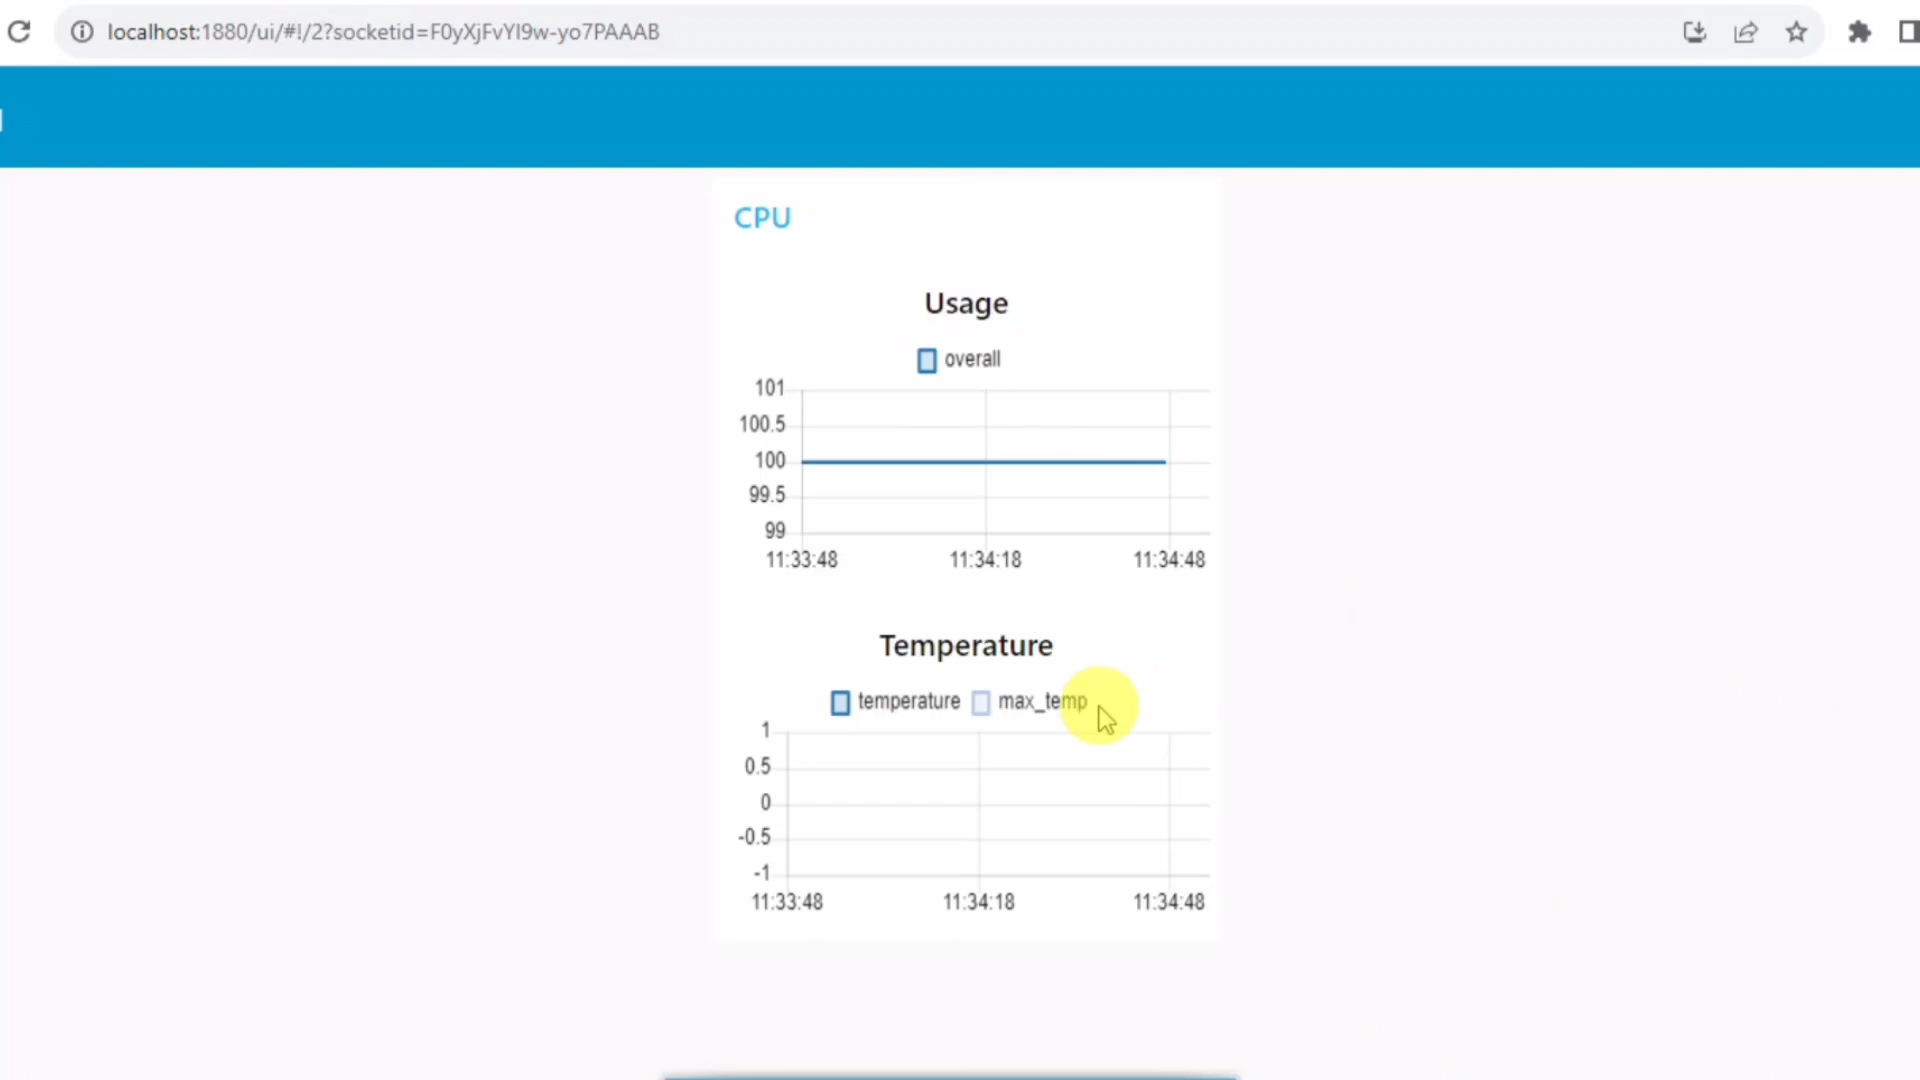 localhost:1880/ui/#!/2?socketid=F0yXjFvYI9w-yo7PAAAB
CPU
Usage
overall
101
100.5
100
99.5
99
11:33:48 11:34:18 11:34:48
Temperature
temperature max_temp
1
0.5
0
-0.5
-1
11:33:48 11:34:18 11:34:48